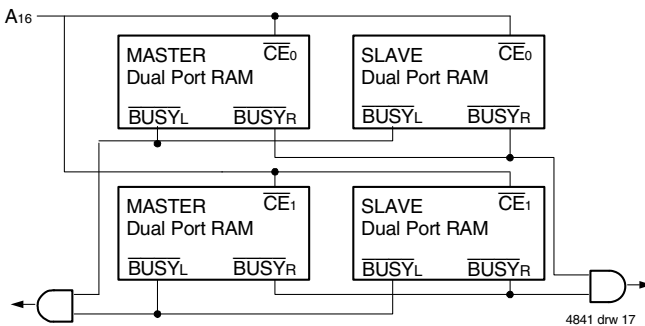 A16
MASTER CE0
Dual Port RAM
BUSYL BUSYR
SLAVE CE0
Dual Port RAM
BUSYL BUSYR
MASTER CE1
Dual Port RAM
BUSYL BUSYR
SLAVE CE1
Dual Port RAM
BUSYL BUSYR
4841 drw 17